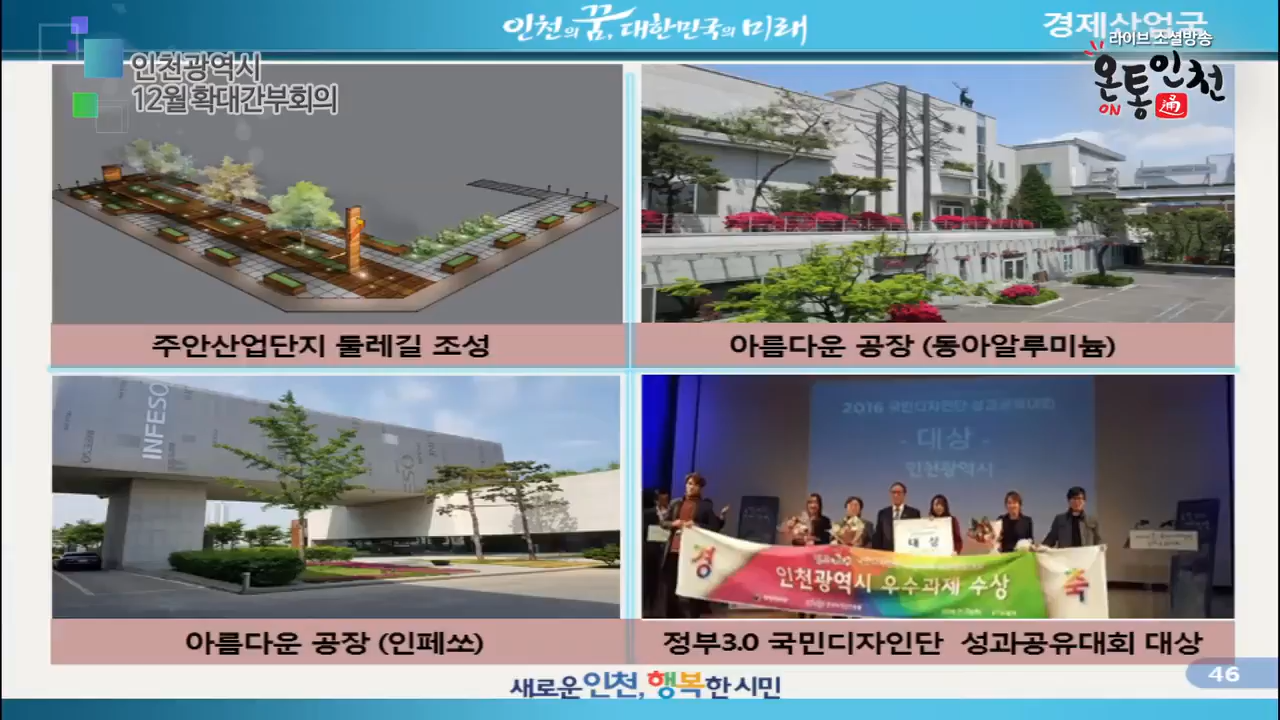 인천의 꿈, 대한민국의 미래
경제산업국
라이브 소셜방송
온통인천
ON 通
인천광역시
12월 확대간부회의
주안산업단지 둘레길 조성
아름다운 공장 (동아알루미늄)
INFESO
2016 국민디자인단 성과공유대회
- 대상 -
인천광역시
대 상
경
인천광역시 우수과제 수상
축
아름다운 공장 (인페쏘)
정부3.0 국민디자인단 성과공유대회 대상
새로운 인천, 행복한 시민
46